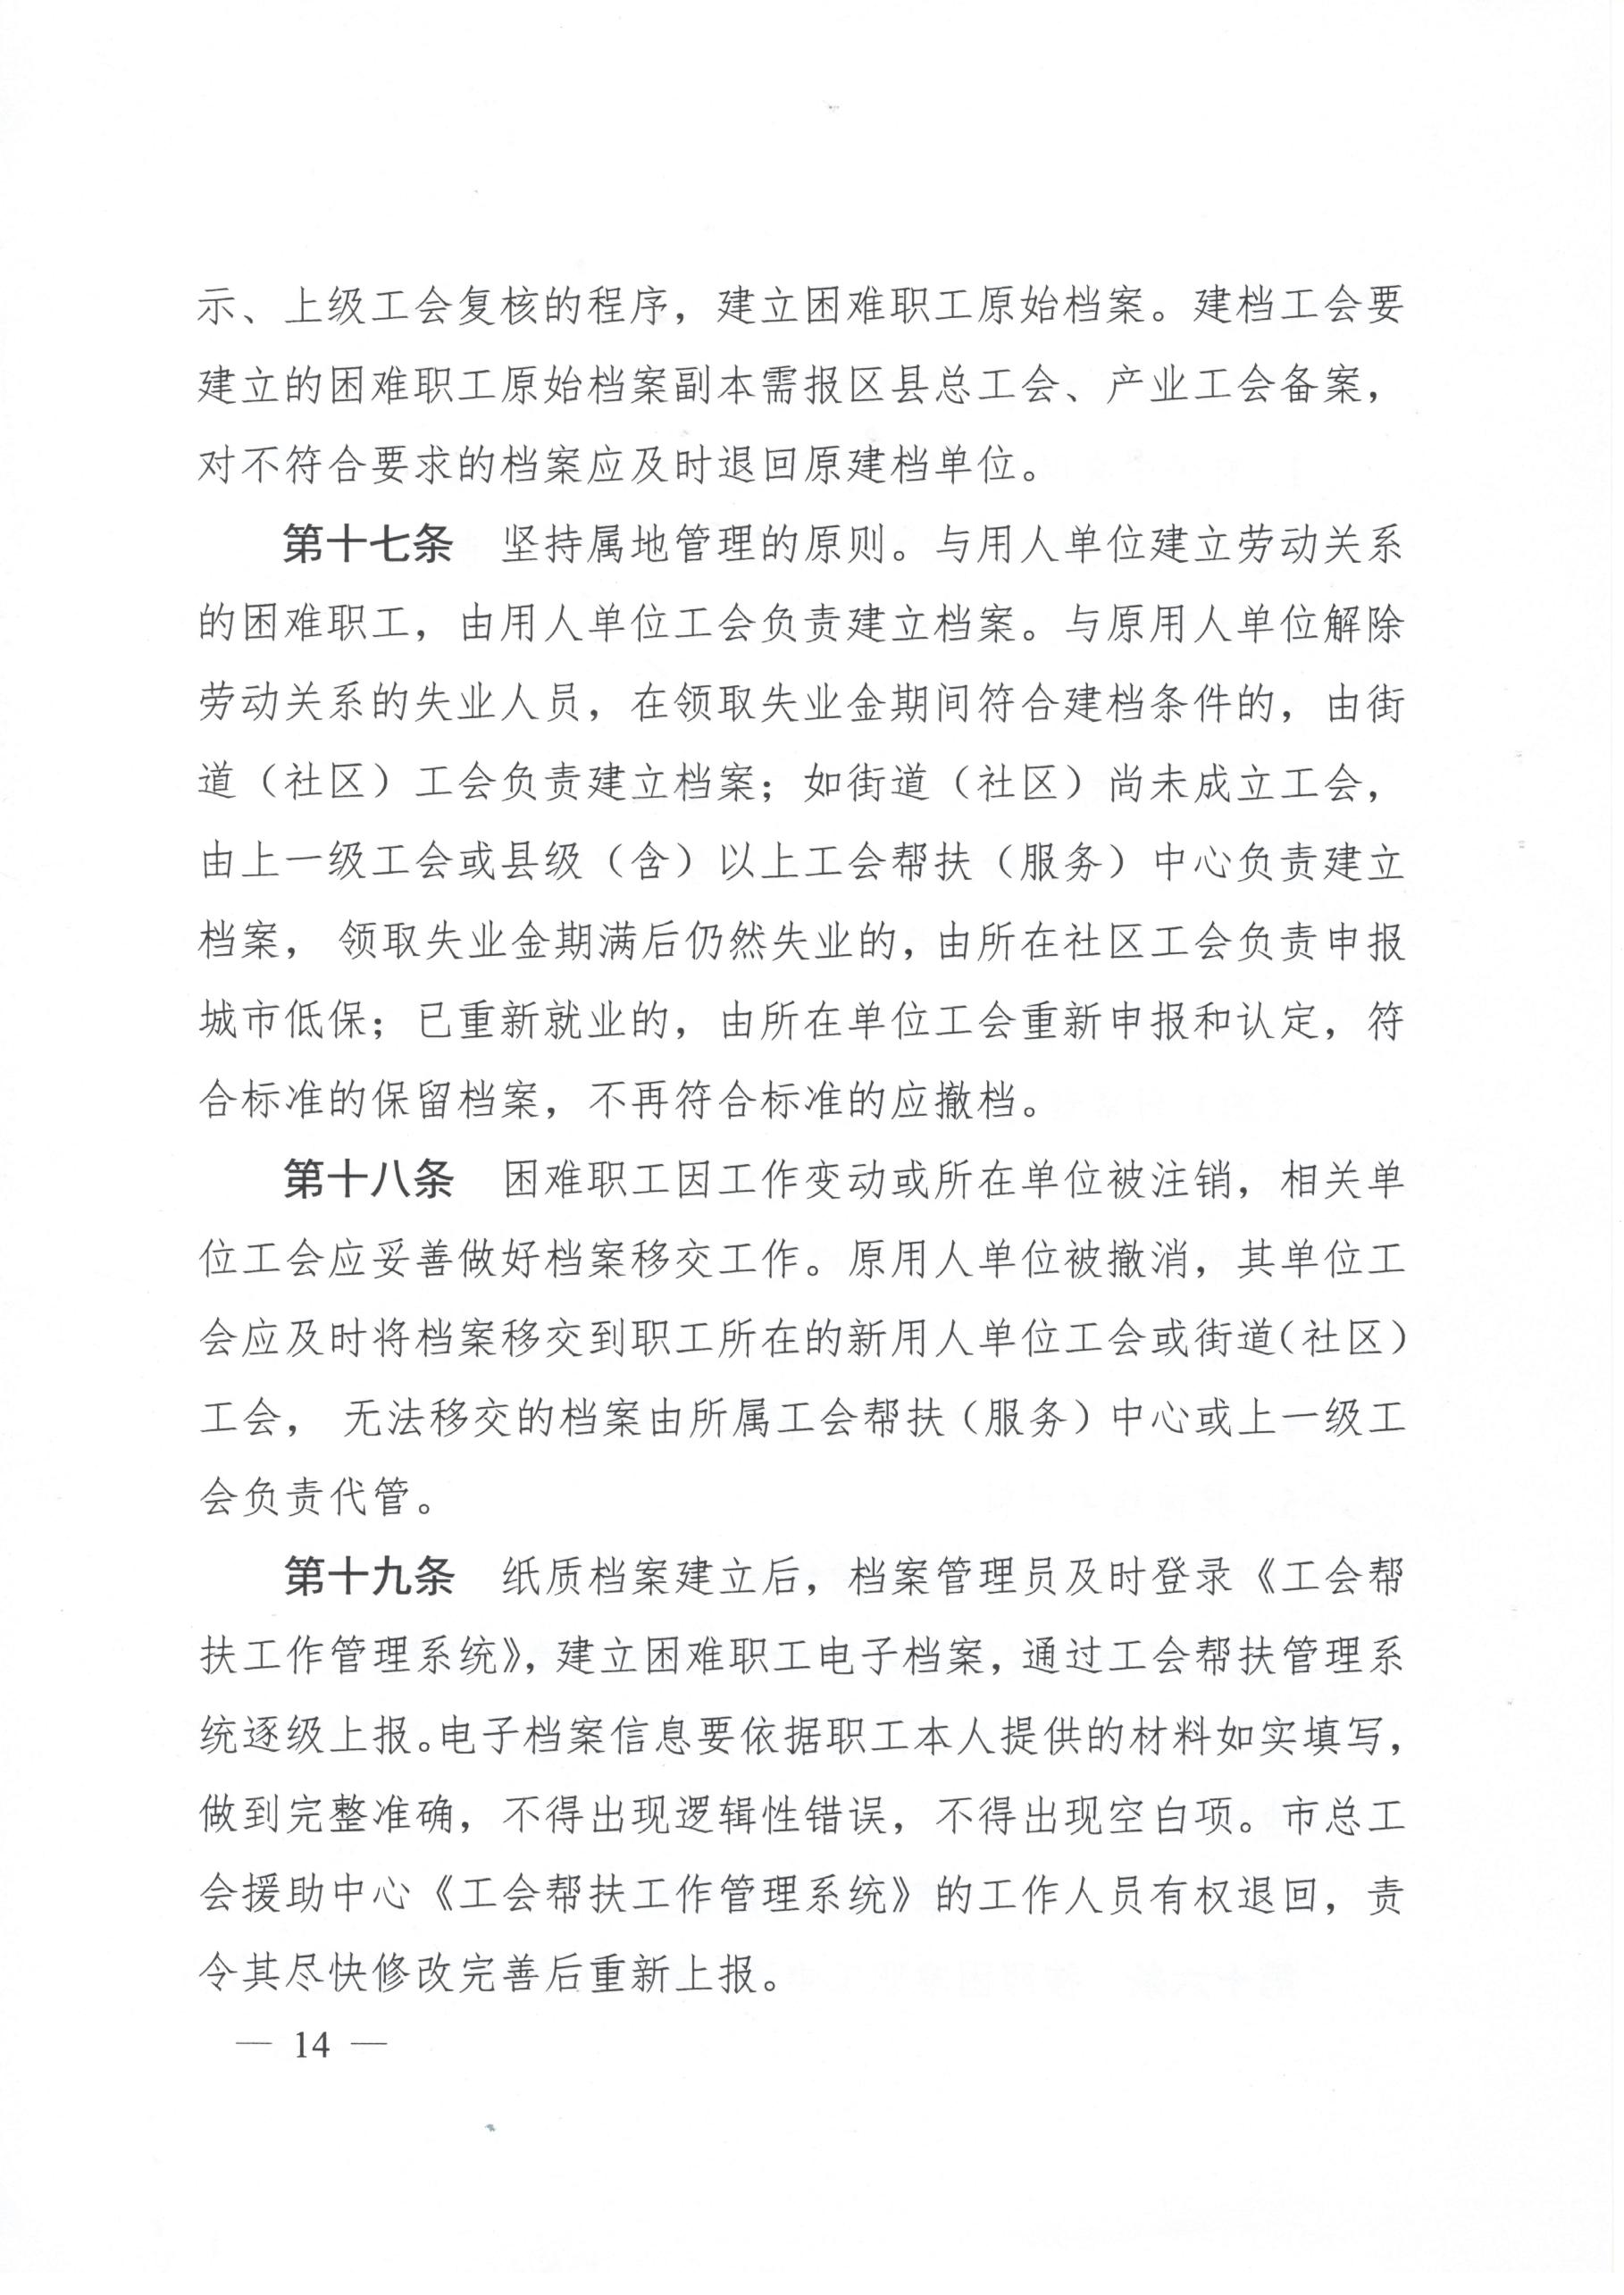 示、上级工会复核的程序，建立困难职工原始档案。建档工会要
建立的困难职工原始档案副本需报区县总工会、产业工会备案，
对不符合要求的档案应及时退回原建档单位。
第十七条　坚持属地管理的原则。与用人单位建立劳动关系
的困难职工，由用人单位工会负责建立档案。与原用人单位解除
劳动关系的失业人员，在领取失业金期间符合建档条件的，由街
道（社区）工会负责建立档案；如街道（社区）尚未成立工会，
由上一级工会或县级（含）以上工会帮扶（服务）中心负责建立
档案， 领取失业金期满后仍然失业的，由所在社区工会负责申报
城市低保；已重新就业的，由所在单位工会重新申报和认定，符
合标准的保留档案，不再符合标准的应撤档。
第十八条　困难职工因工作变动或所在单位被注销，相关单
位工会应妥善做好档案移交工作。原用人单位被撤消，其单位工
会应及时将档案移交到职工所在的新用人单位工会或街道（社区）
工会， 无法移交的档案由所属工会帮扶（服务）中心或上一级工
会负责代管。
第十九条　纸质档案建立后，档案管理员及时登录《工会帮
扶工作管理系统》，建立困难职工电子档案，通过工会帮扶管理系
统逐级上报。电子档案信息要依据职工本人提供的材料如实填写，
做到完整准确，不得出现逻辑性错误，不得出现空白项。市总工
会援助中心《工会帮扶工作管理系统》的工作人员有权退回，责
令其尽快修改完善后重新上报。
— 14 —